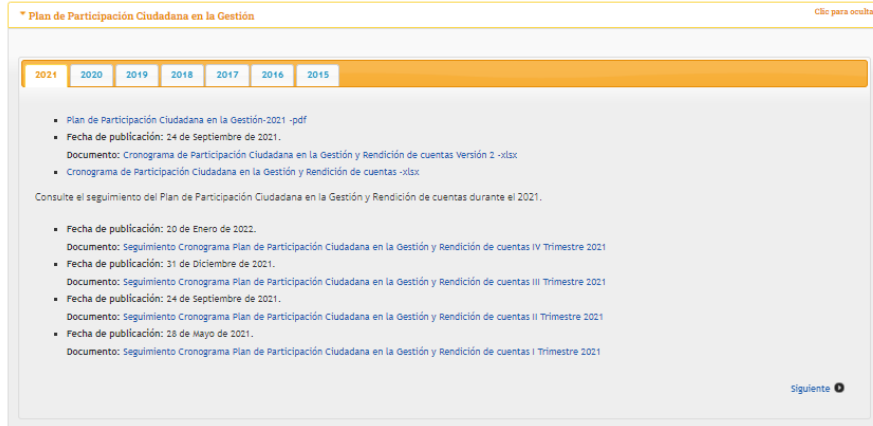 Plan de Participación Ciudadana en la Gestión
Clic para oculta
2021 2020 2019 2018 2017 2016 2015
Plan de Participación Ciudadana en la Gestión-2021 -pdf
Fecha de publicación: 24 de Septiembre de 2021.
Documento: Cronograma de Participación Ciudadana en la Gestión y Rendición de cuentas Versión 2 -xlsx
Cronograma de Participación Ciudadana en la Gestión y Rendición de cuentas -xlsx
Consulte el seguimiento del Plan de Participación Ciudadana en la Gestión y Rendición de cuentas durante el 2021.
Fecha de publicación: 20 de Enero de 2022.
Documento: Seguimiento Cronograma Plan de Participación Ciudadana en la Gestión y Rendición de cuentas IV Trimestre 2021
Fecha de publicación: 31 de Diciembre de 2021.
Documento: Seguimiento Cronograma Plan de Participación Ciudadana en la Gestión y Rendición de cuentas III Trimestre 2021
Fecha de publicación: 24 de Septiembre de 2021.
Documento: Seguimiento Cronograma Plan de Participación Ciudadana en la Gestión y Rendición de cuentas II Trimestre 2021
Fecha de publicación: 28 de Mayo de 2021.
Documento: Seguimiento Cronograma Plan de Participación Ciudadana en la Gestión y Rendición de cuentas I Trimestre 2021
Siguiente